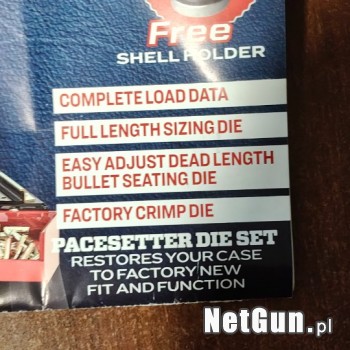 Free
SHELL HOLDER
COMPLETE LOAD DATA
FULL LENGTH SIZING DIE
EASY ADJUST DEAD LENGTH
BULLET SEATING DIE
FACTORY CRIMP DIE
PACESETTER DIE SET
RESTORES YOUR CASE
TO FACTORY NEW
FIT AND FUNCTION
NetGun.pl